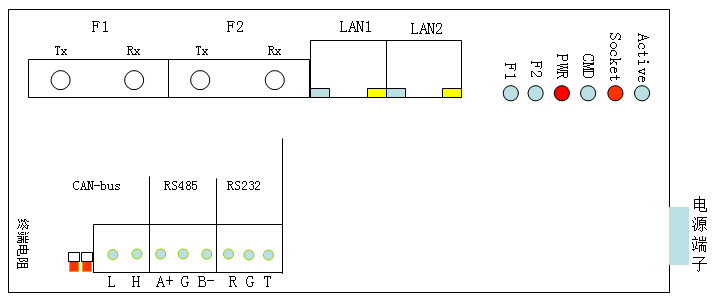 F1 F2 LAN1 LAN2
Tx Rx Tx Rx
F1 F2 PWR CMD Socket Active
CAN-bus RS485 RS232
终端电阻
L H A+ G B- R G T
电源端子